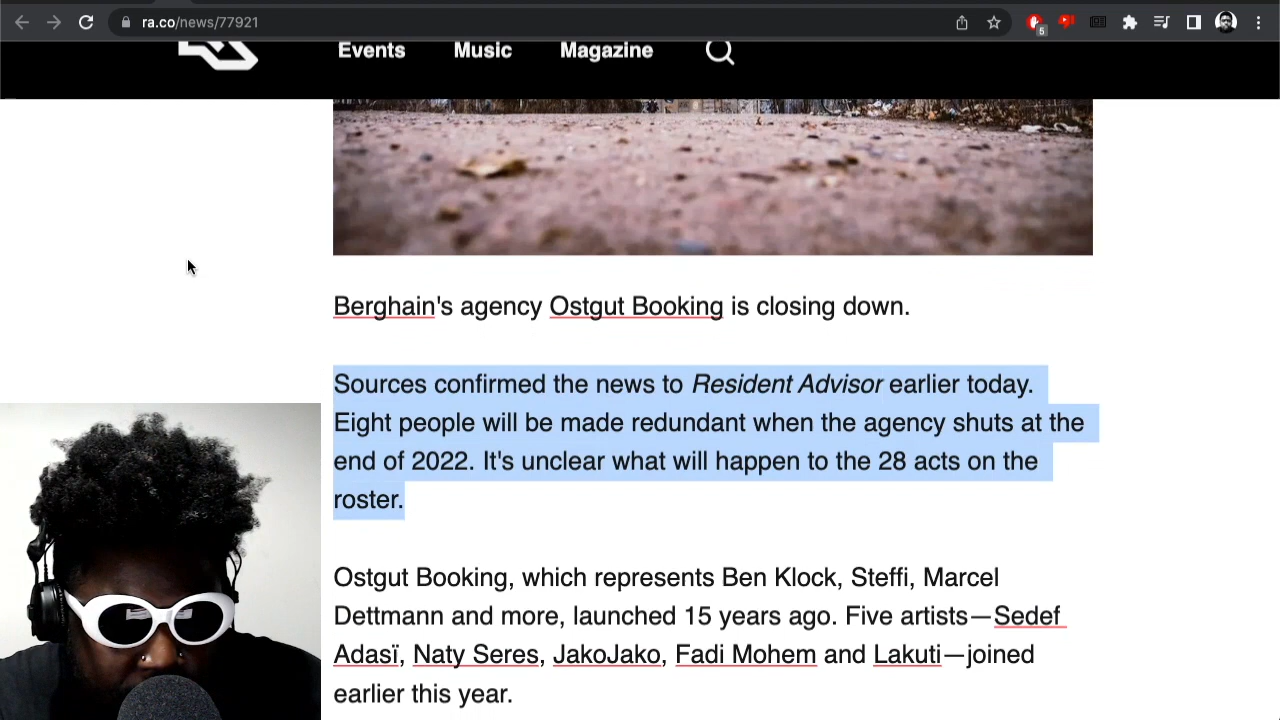 ra.co/news/77921
5
Events Music Magazine
Berghain's agency Ostgut Booking is closing down.
Sources confirmed the news to Resident Advisor earlier today.
Eight people will be made redundant when the agency shuts at the
end of 2022. It's unclear what will happen to the 28 acts on the
roster.
Ostgut Booking, which represents Ben Klock, Steffi, Marcel
Dettmann and more, launched 15 years ago. Five artists—Sedef
Adasï, Naty Seres, JakoJako, Fadi Mohem and Lakuti—joined
earlier this year.